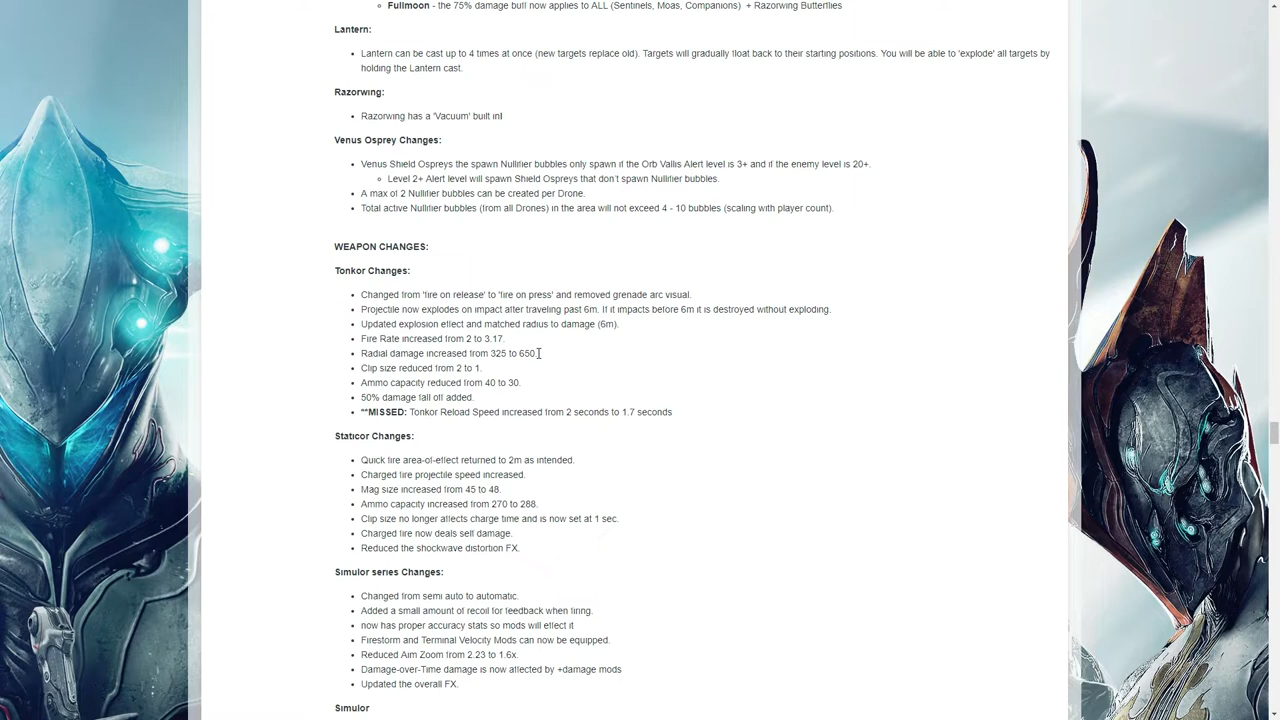 Fullmoon - the 75% damage buff now applies to ALL (Sentinels, Moas, Companions) + Razorwing Butterflies
Lantern:
Lantern can be cast up to 4 times at once (new targets replace old). Targets will gradually float back to their starting positions. You will be able to 'explode' all targets by
holding the Lantern cast.
Razorwing:
Razorwing has a 'Vacuum' built in!
Venus Osprey Changes:
Venus Shield Ospreys the spawn Nullifier bubbles only spawn if the Orb Vallis Alert level is 3+ and if the enemy level is 20+.
Level 2+ Alert level will spawn Shield Ospreys that don't spawn Nullifier bubbles.
A max of 2 Nullifier bubbles can be created per Drone.
Total active Nullifier bubbles (from all Drones) in the area will not exceed 4 - 10 bubbles (scaling with player count).
WEAPON CHANGES:
Tonkor Changes:
Changed from 'fire on release' to 'fire on press' and removed grenade arc visual.
Projectile now explodes on impact after traveling past 6m. If it impacts before 6m it is destroyed without exploding.
Updated explosion effect and matched radius to damage (6m).
Fire Rate increased from 2 to 3.17.
Radial damage increased from 325 to 650.
Clip size reduced from 2 to 1.
Ammo capacity reduced from 40 to 30.
50% damage fall off added.
**MISSED: Tonkor Reload Speed increased from 2 seconds to 1.7 seconds
Staticor Changes:
Quick fire area-of-effect returned to 2m as intended.
Charged fire projectile speed increased.
Mag size increased from 45 to 48.
Ammo capacity increased from 270 to 288.
Clip size no longer affects charge time and is now set at 1 sec.
Charged fire now deals self damage.
Reduced the shockwave distortion FX.
Simulor series Changes:
Changed from semi auto to automatic.
Added a small amount of recoil for feedback when firing.
now has proper accuracy stats so mods will effect it
Firestorm and Terminal Velocity Mods can now be equipped.
Reduced Aim Zoom from 2.23 to 1.6x.
Damage-over-Time damage is now affected by +damage mods
Updated the overall FX.
Simulor